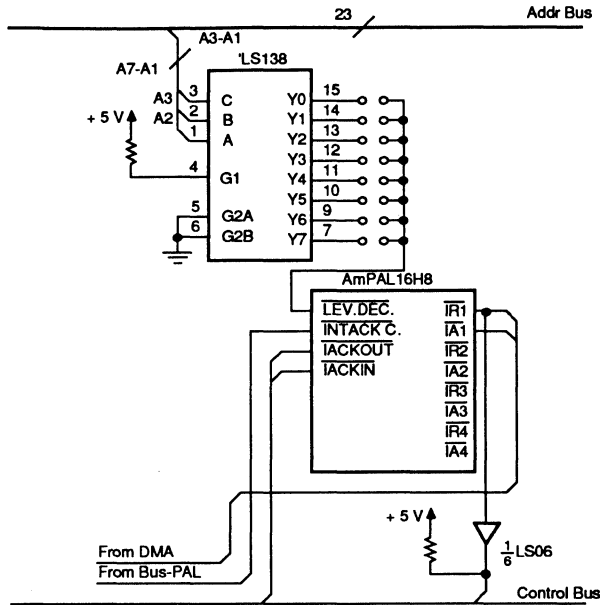 23
Addr Bus
A3-A1
A7-A1
'LS138
A3
3
C
Y0
15
+ 5 V
A2
2
B
Y1
14
1
A
Y2
13
Y3
12
4
G1
Y4
11
Y5
10
5
G2A
Y6
9
6
G2B
Y7
7
AmPAL16H8
LEV.DEC.
IR1
INTACK C.
IA1
IACKOUT
IR2
IACKIN
IA2
IR3
IA3
IR4
IA4
+ 5 V
1/6 LS06
From DMA
From Bus-PAL
Control Bus